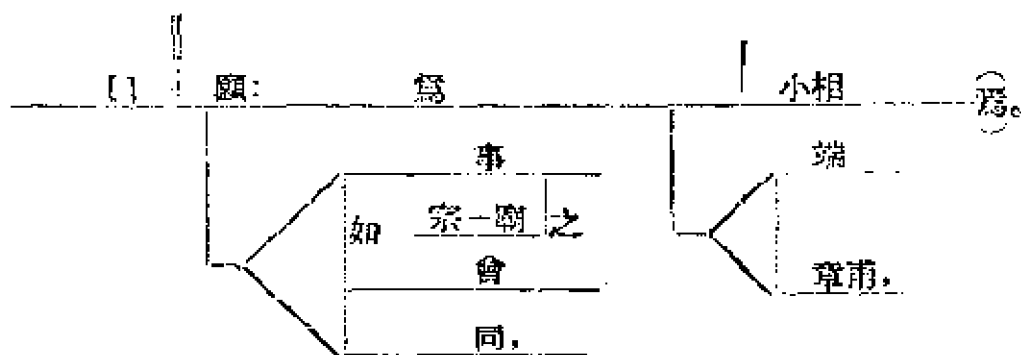 [ ] 願: 爲 小相 (焉)。
事 端
如 宗-廟 之
會 章甫,
同,